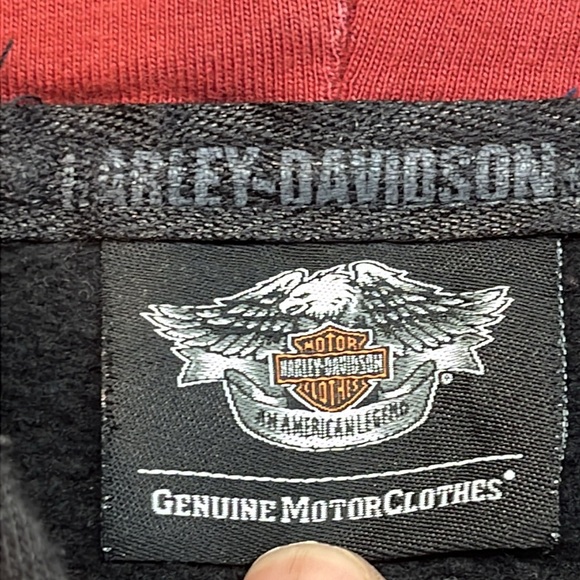 HARLEY-DAVIDSON
MOTOR
HARLEY-DAVIDSON
CLOTHES
®
AN AMERICAN LEGEND
GENUINE MOTORCLOTHES®